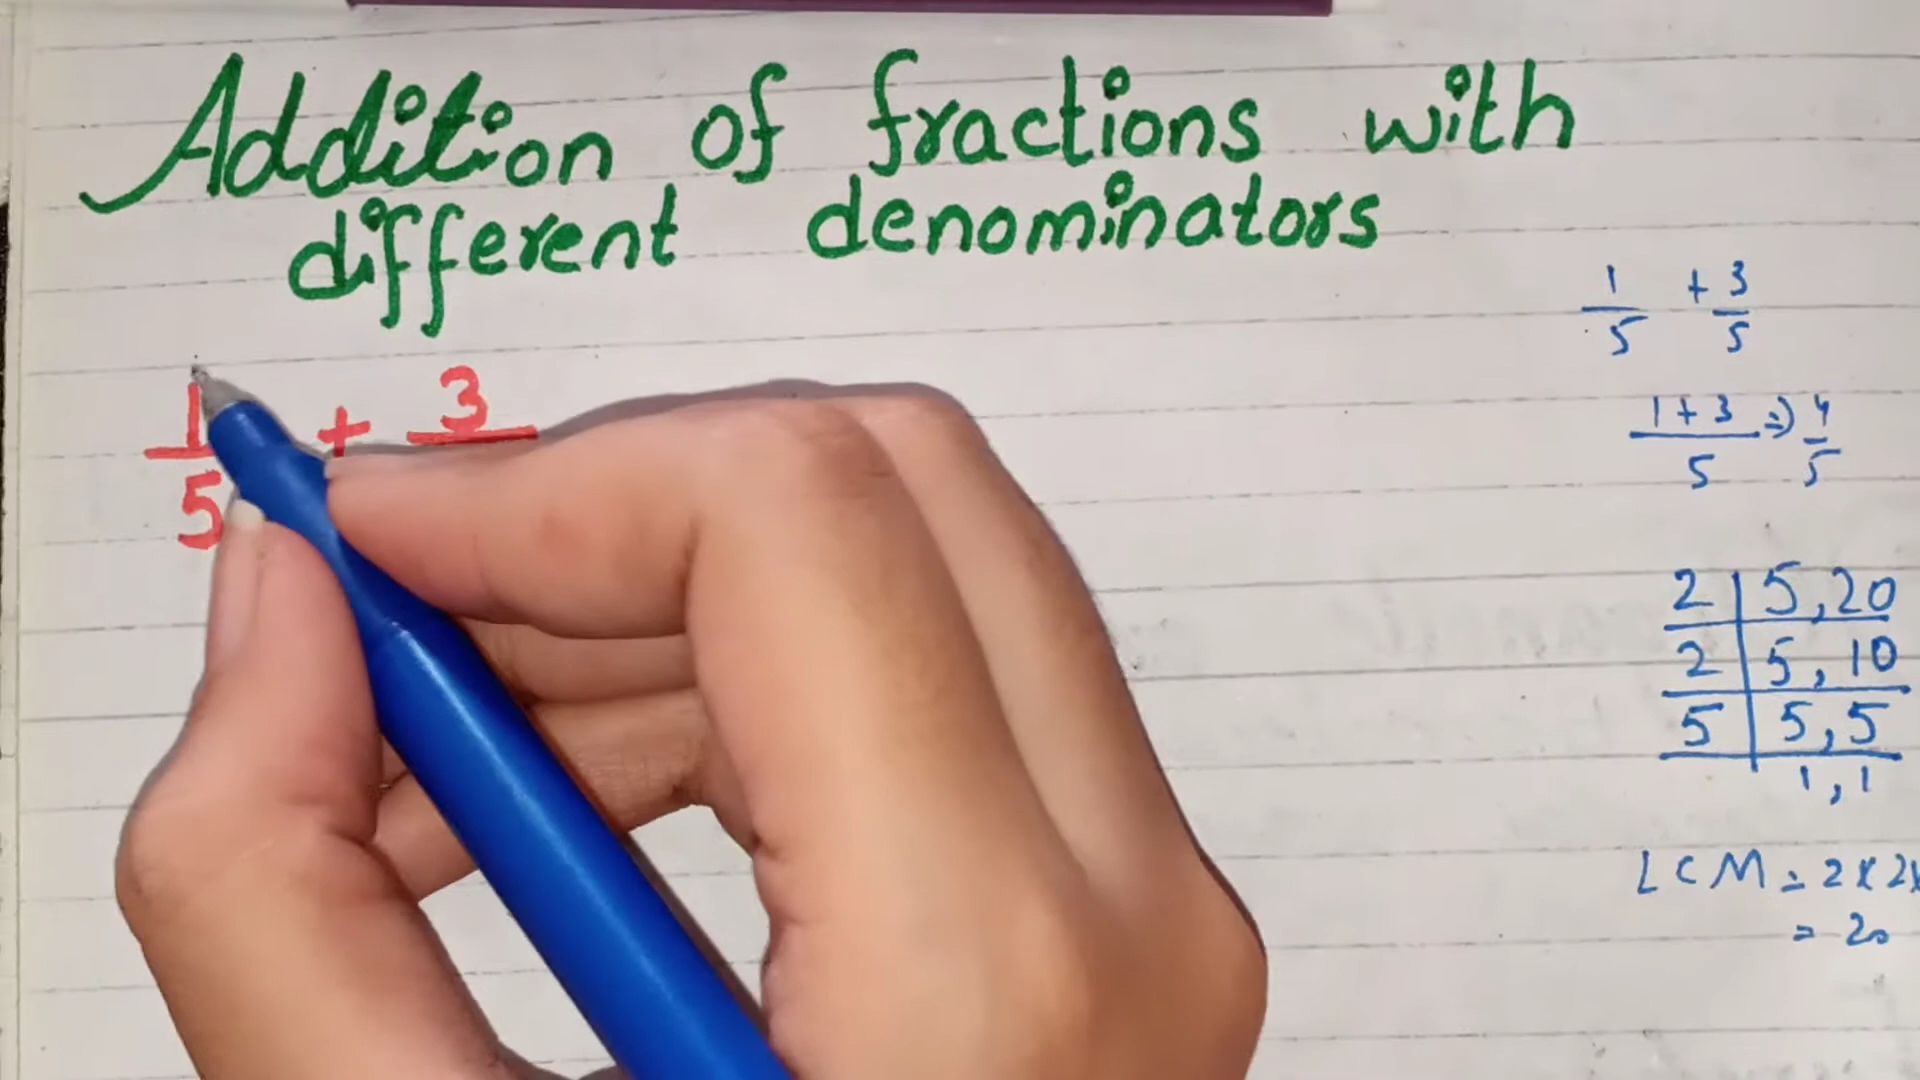 Addition of fractions with
different denominators
1/5 + 3
1/5 + 3/5
1+3/5 => 4/5
2 | 5, 20
2 | 5, 10
5 | 5, 5
1, 1
LCM = 2x2x
= 20